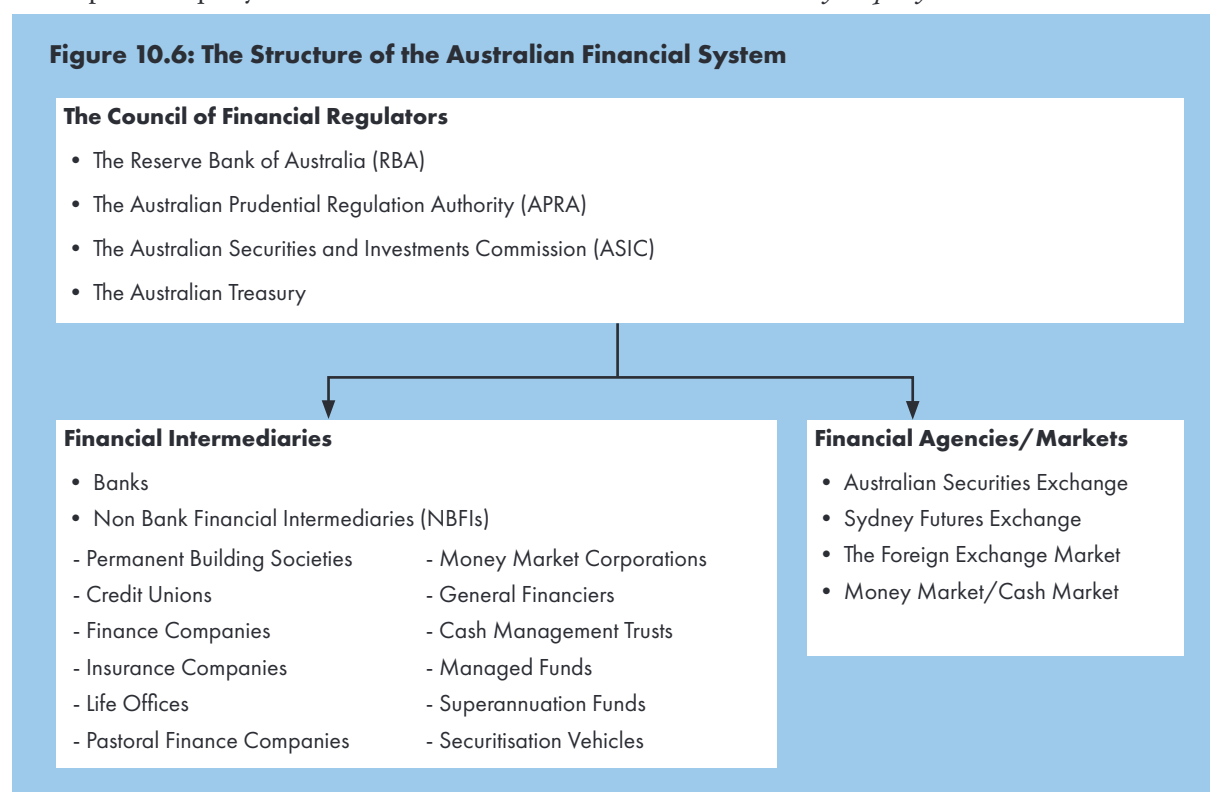 Figure 10.6: The Structure of the Australian Financial System
The Council of Financial Regulators
• The Reserve Bank of Australia (RBA)
• The Australian Prudential Regulation Authority (APRA)
• The Australian Securities and Investments Commission (ASIC)
• The Australian Treasury
Financial Intermediaries
• Banks
• Non Bank Financial Intermediaries (NBFIs)
- Permanent Building Societies
- Credit Unions
- Finance Companies
- Insurance Companies
- Life Offices
- Pastoral Finance Companies
- Money Market Corporations
- General Financiers
- Cash Management Trusts
- Managed Funds
- Superannuation Funds
- Securitisation Vehicles
Financial Agencies/Markets
• Australian Securities Exchange
• Sydney Futures Exchange
• The Foreign Exchange Market
• Money Market/Cash Market